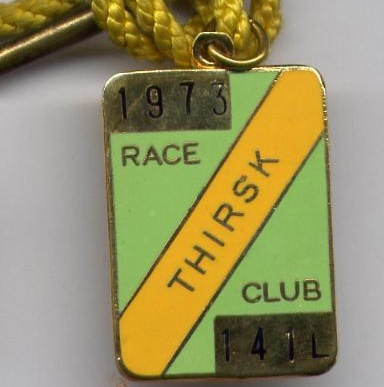 1973
RACE
THIRSK
CLUB
141L